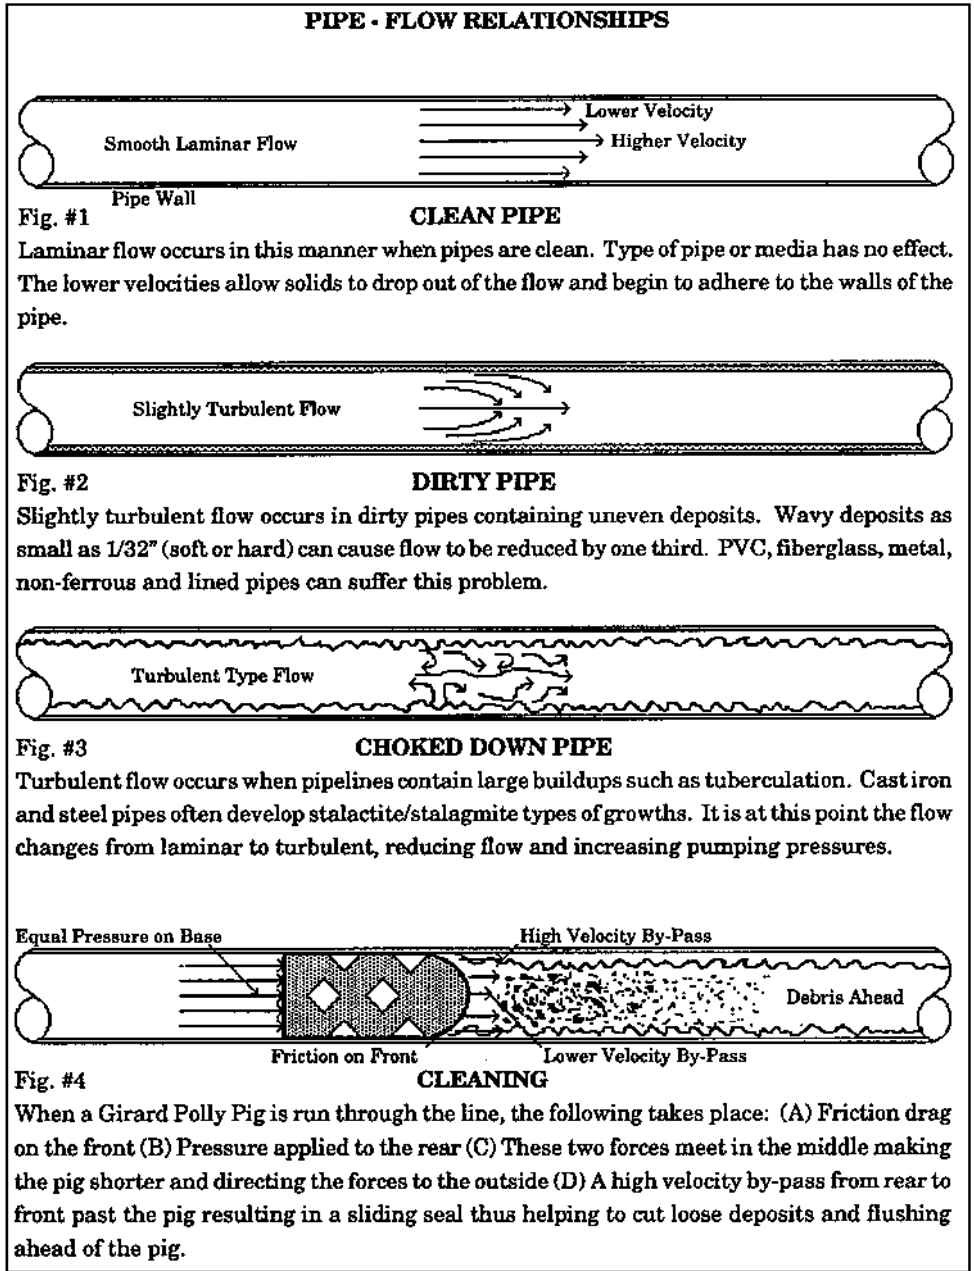 PIPE - FLOW RELATIONSHIPS
Lower Velocity
Smooth Laminar Flow
Higher Velocity
Pipe Wall
Fig. #1
CLEAN PIPE
Laminar flow occurs in this manner when pipes are clean. Type of pipe or media has no effect.
The lower velocities allow solids to drop out of the flow and begin to adhere to the walls of the
pipe.
Slightly Turbulent Flow
Fig. #2
DIRTY PIPE
Slightly turbulent flow occurs in dirty pipes containing uneven deposits. Wavy deposits as
small as 1/32" (soft or hard) can cause flow to be reduced by one third. PVC, fiberglass, metal,
non-ferrous and lined pipes can suffer this problem.
Turbulent Type Flow
Fig. #3
CHOKED DOWN PIPE
Turbulent flow occurs when pipelines contain large buildups such as tuberculation. Cast iron
and steel pipes often develop stalactite/stalagmite types of growths. It is at this point the flow
changes from laminar to turbulent, reducing flow and increasing pumping pressures.
Equal Pressure on Base
High Velocity By-Pass
Debris Ahead
Friction on Front
Lower Velocity By-Pass
Fig. #4
CLEANING
When a Girard Polly Pig is run through the line, the following takes place: (A) Friction drag
on the front (B) Pressure applied to the rear (C) These two forces meet in the middle making
the pig shorter and directing the forces to the outside (D) A high velocity by-pass from rear to
front past the pig resulting in a sliding seal thus helping to cut loose deposits and flushing
ahead of the pig.